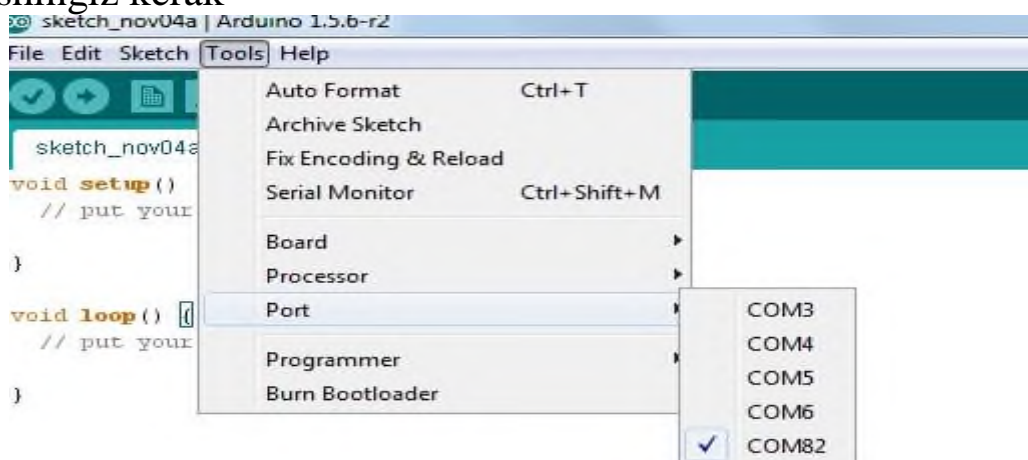 shingiz kerak
sketch_nov04a | Arduino 1.5.6-r2
File Edit Sketch Tools Help
Auto Format Ctrl+T
Archive Sketch
sketch_nov04a
Fix Encoding & Reload
void setup()
Serial Monitor Ctrl+Shift+M
// put your
Board
}
Processor
void loop() {
Port
COM3
// put your
COM4
Programmer
COM5
}
Burn Bootloader
COM6
✓ COM82